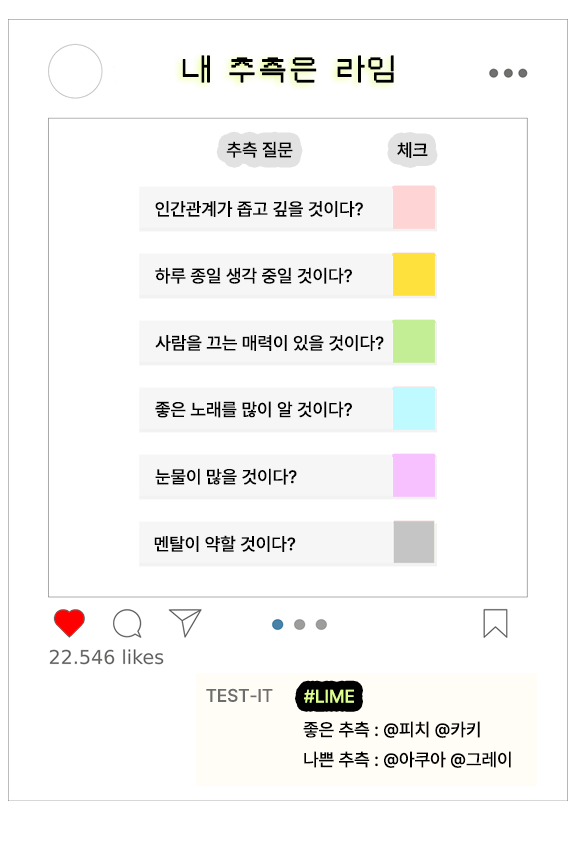 내 추측은 라임
추측 질문 체크
인간관계가 좁고 깊을 것이다?
하루 종일 생각 중일 것이다?
사람을 끄는 매력이 있을 것이다?
좋은 노래를 많이 알 것이다?
눈물이 많을 것이다?
멘탈이 약할 것이다?
22.546 likes
TEST-IT #LIME
좋은 추측 : @피치 @카키
나쁜 추측 : @아쿠아 @그레이